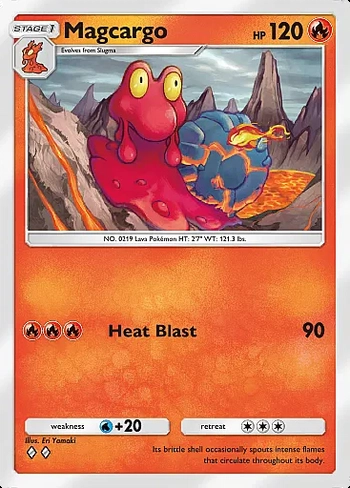 STAGE 1
Magcargo
HP 120
Evolves from Slugma
NO. 0219 Lava Pokémon HT: 2'7" WT: 121.3 lbs.
Heat Blast 90
weakness +20
retreat
Illus. Eri Yamaki
Its brittle shell occasionally spouts intense flames
that circulate throughout its body.